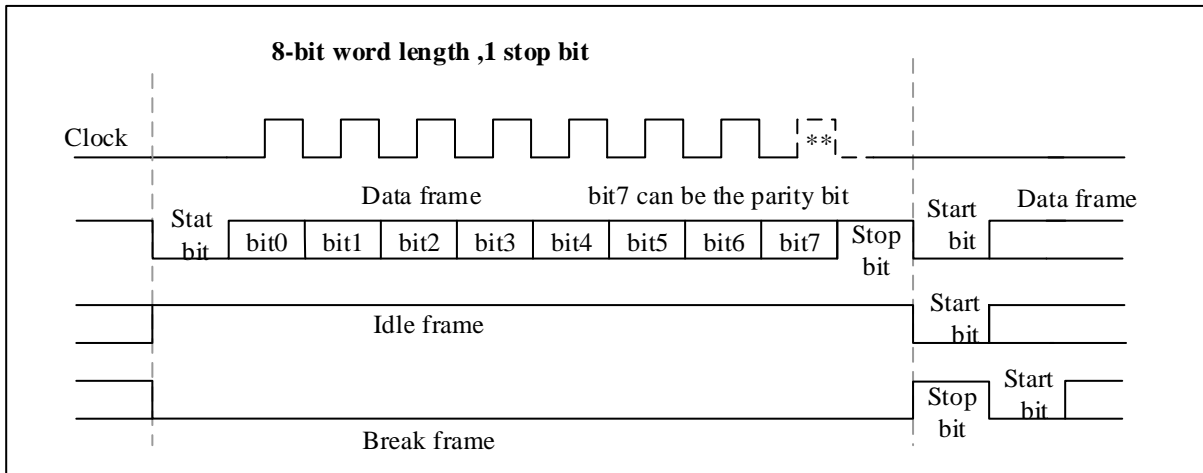 8-bit word length ,1 stop bit
Clock
**
Data frame
bit7 can be the parity bit
Stat
bit
bit0
bit1
bit2
bit3
bit4
bit5
bit6
bit7
Stop
bit
Start
bit
Data frame
Idle frame
Start
bit
Break frame
Stop
bit
Start
bit